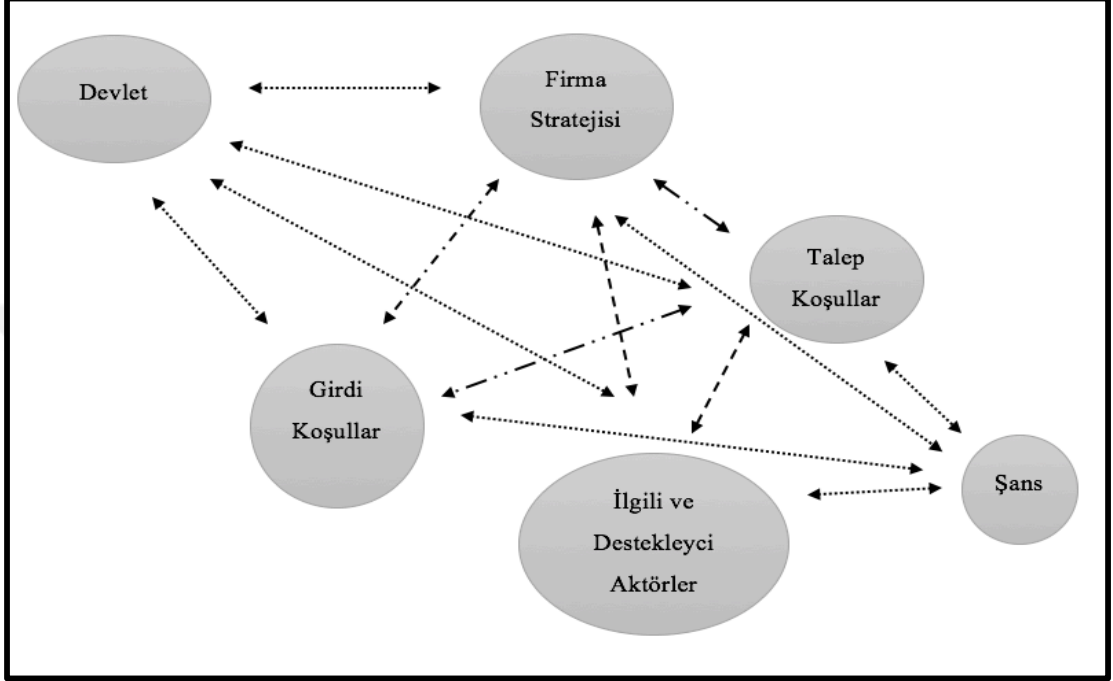 Devlet
Firma
Stratejisi
Talep
Koşullar
Girdi
Koşullar
Şans
İlgili ve
Destekleyci
Aktörler